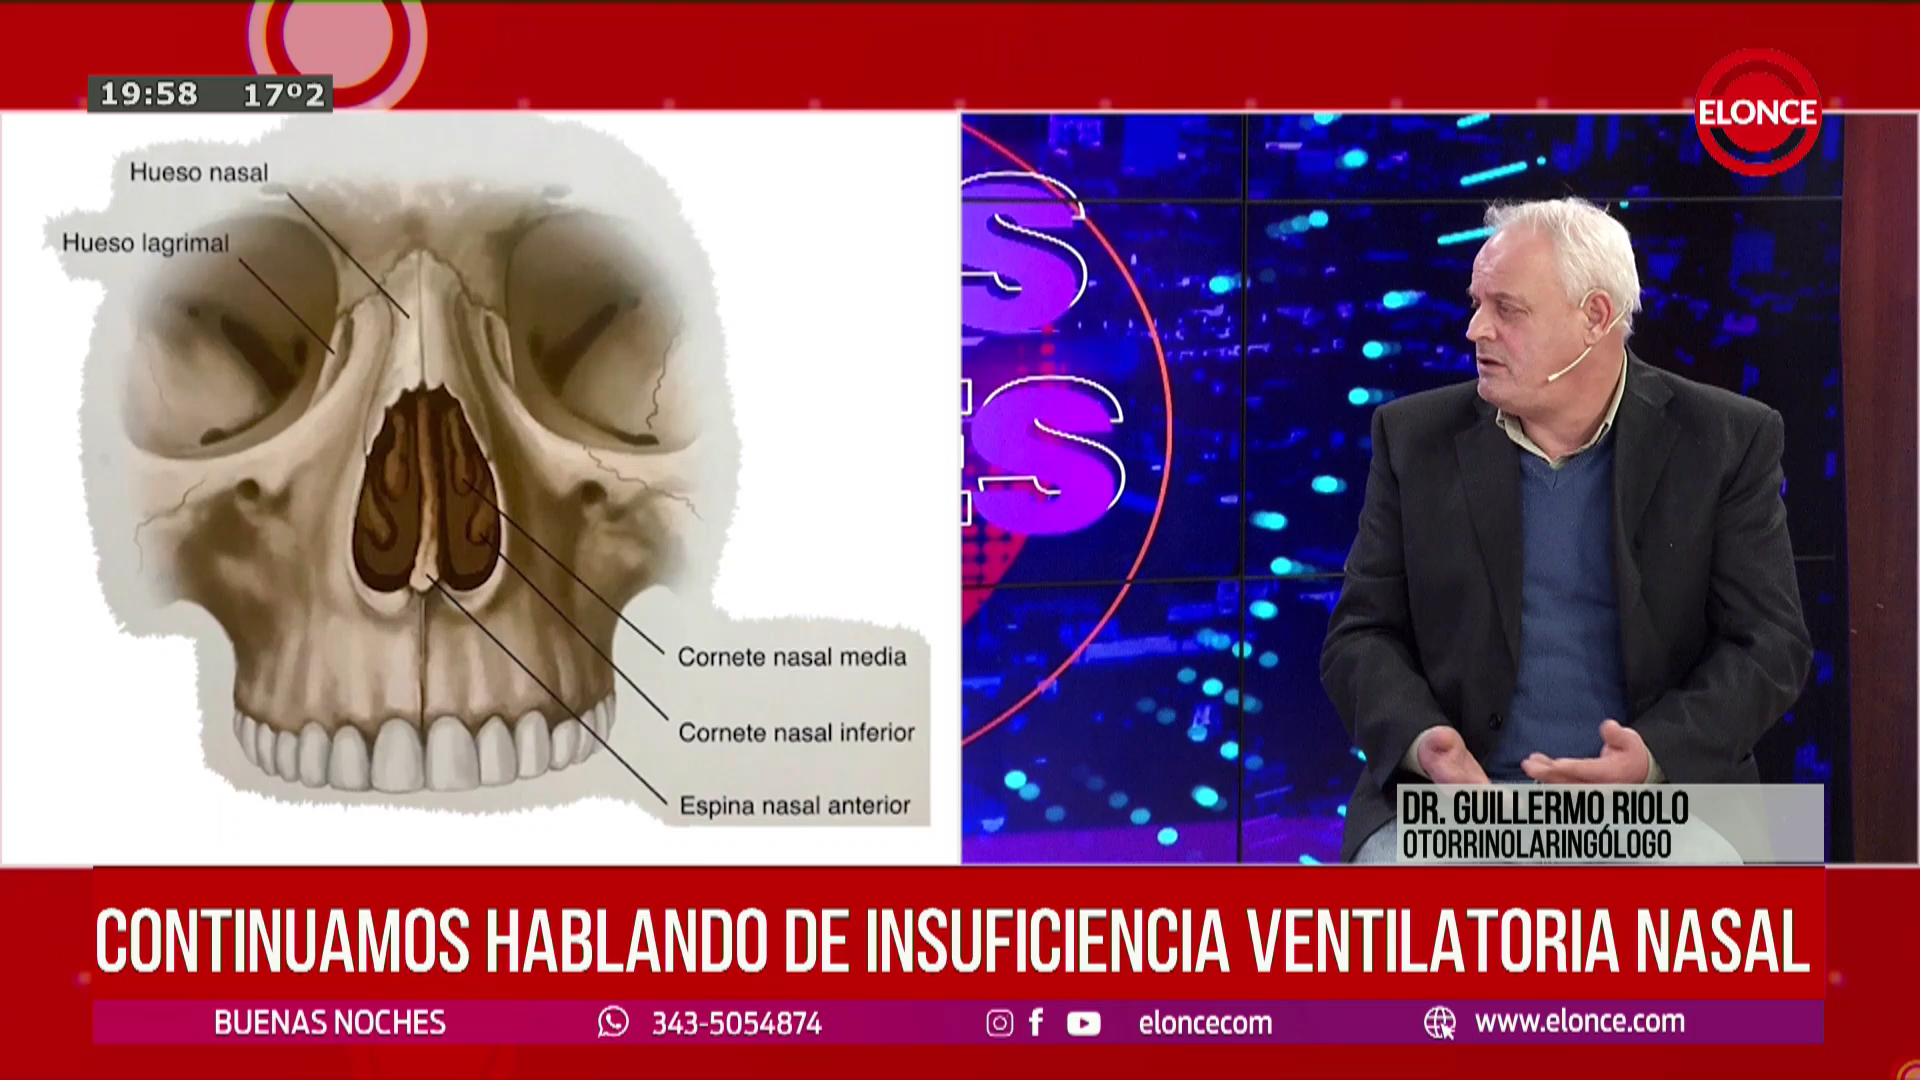 19:58 17º2
ELONCE
Hueso nasal
Hueso lagrimal
Cornete nasal media
Cornete nasal inferior
Espina nasal anterior
DR. GUILLERMO RIOLO
OTORRINOLARINGÓLOGO
CONTINUAMOS HABLANDO DE INSUFICIENCIA VENTILATORIA NASAL
BUENAS NOCHES 343-5054874 eloncecom www.elonce.com